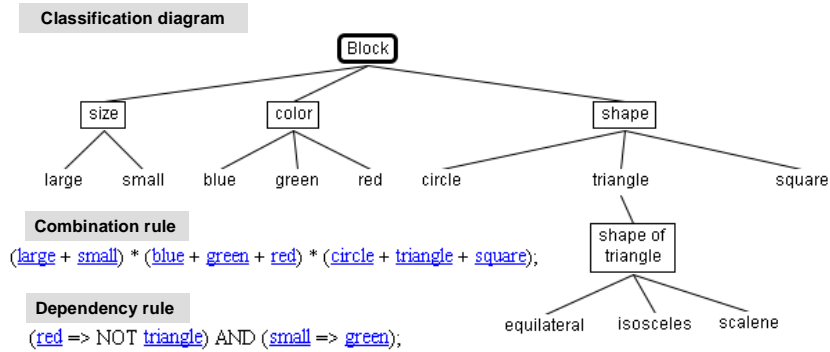 Classification diagram
Block
size color shape
large small blue green red circle triangle square
Combination rule
(large + small) * (blue + green + red) * (circle + triangle + square);
shape of
triangle
Dependency rule
(red => NOT triangle) AND (small => green);
equilateral isosceles scalene